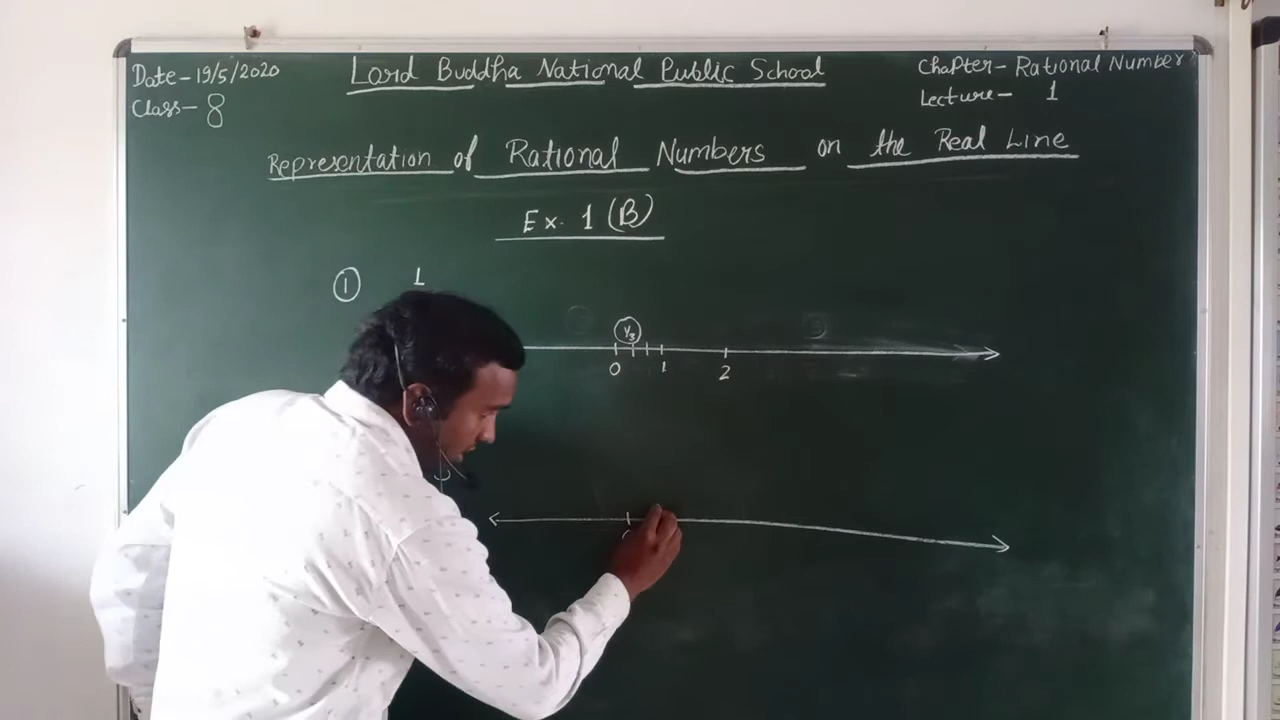 Date - 19/5/2020
Class - 8
Lord Buddha National Public School
Chapter - Rational Number
Lecture - 1
Representation of Rational Numbers on the Real Line
Ex. 1 (B)
1 1
1/3
0 1 2